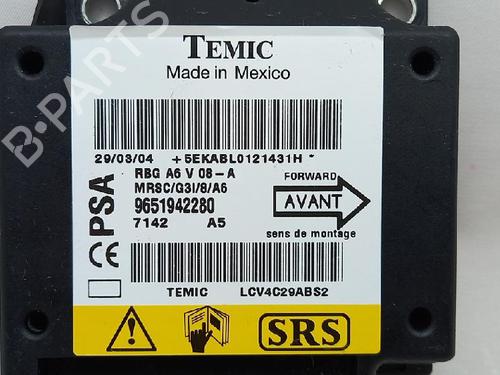 B-PARTS
TEMIC
Made in Mexico
29/03/04 +5EKABL0121431H *
PSA
RBG A6 V 08-A
MRSC/G3I/8/A6
9651942280
7142 A5
FORWARD
AVANT
sens de montage
CE
TEMIC LCV4C29ABS2
SRS